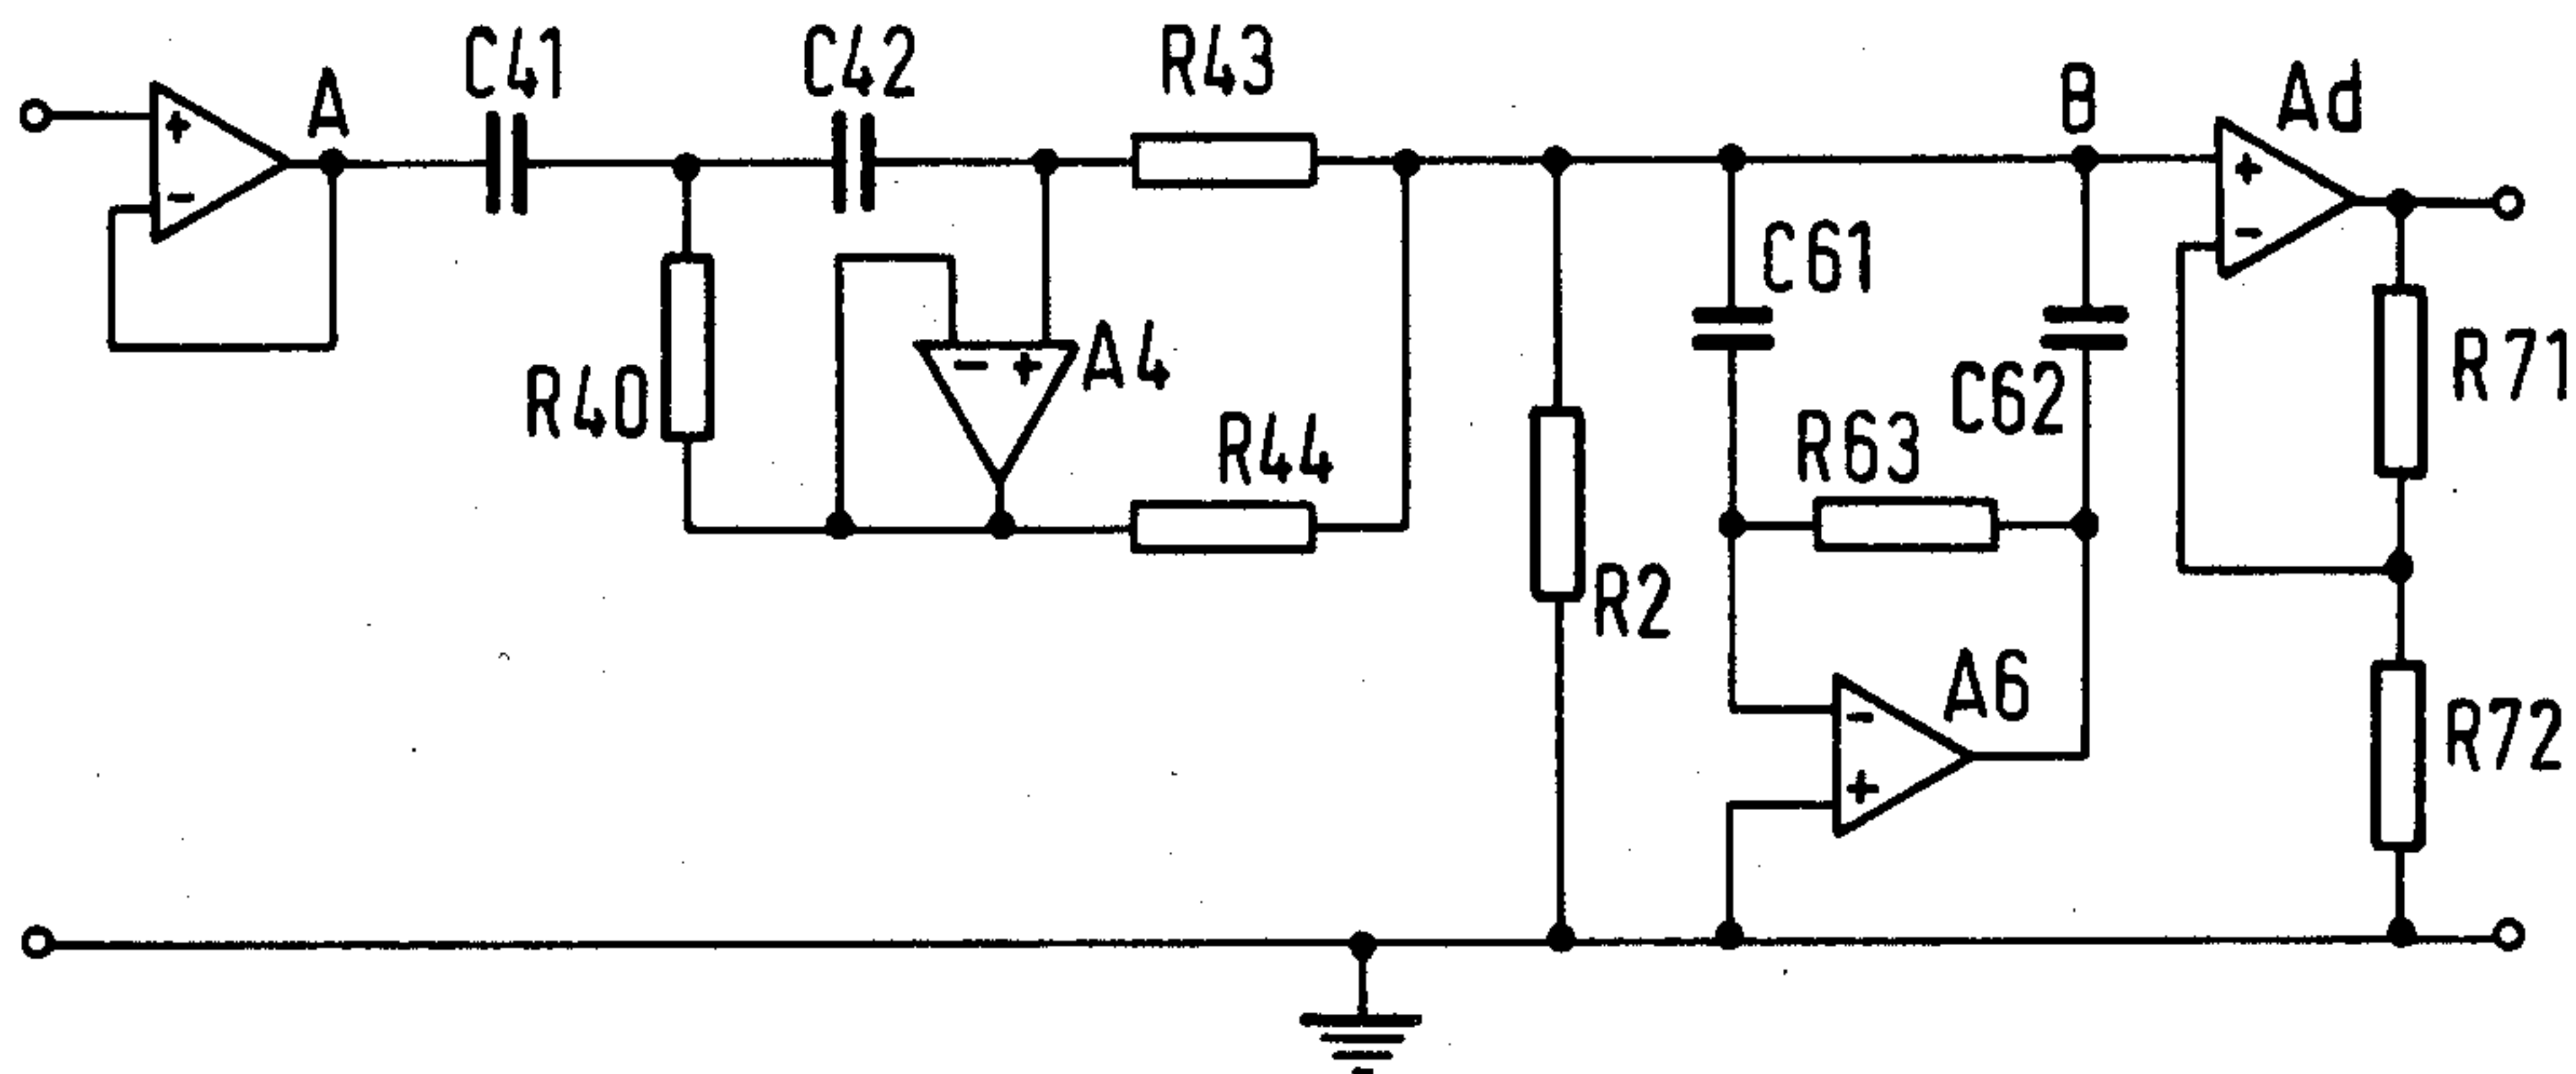 A
C41
C42
R43
B
Ad
+
-
+
-
C61
C62
R40
- +
A4
R44
R63
R71
R2
A6
-
+
R72